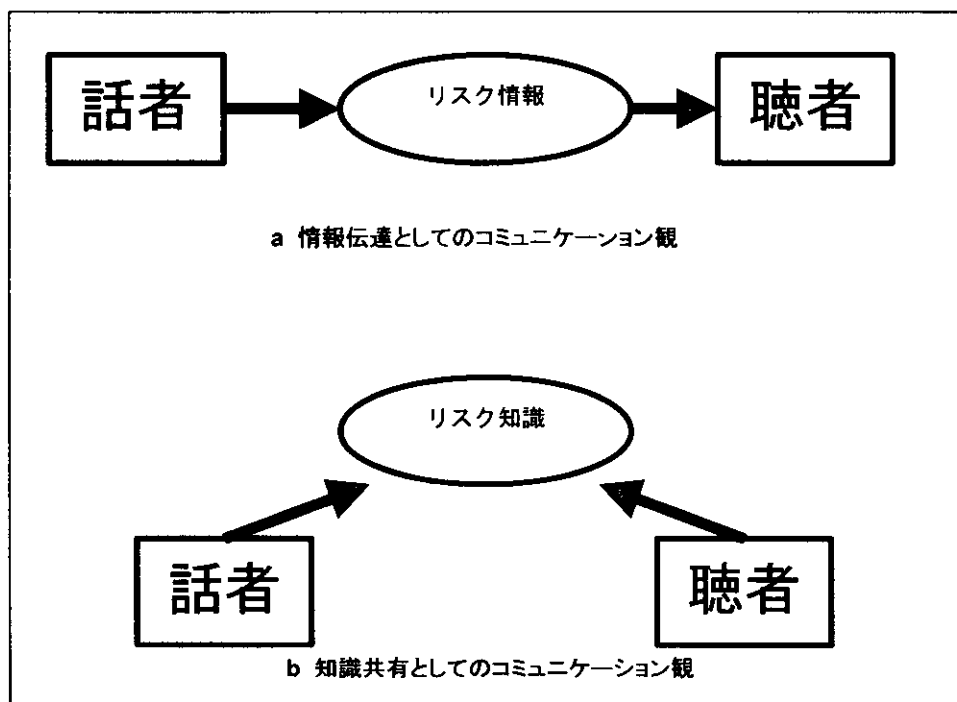 話者 リスク情報 聴者
a 情報伝達としてのコミュニケーション観
リスク知識
話者 聴者
b 知識共有としてのコミュニケーション観